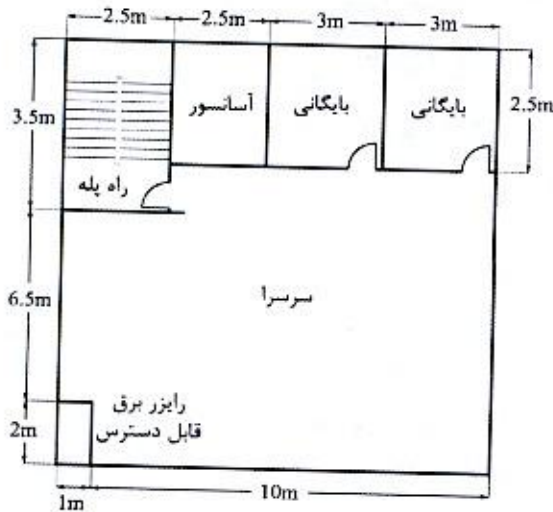 2.5m
2.5m
3m
3m
3.5m
آسانسور
بایگانی
بایگانی
2.5m
راه پله
6.5m
سرسرا
رایزر برق
قابل دسترس
2m
1m
10m